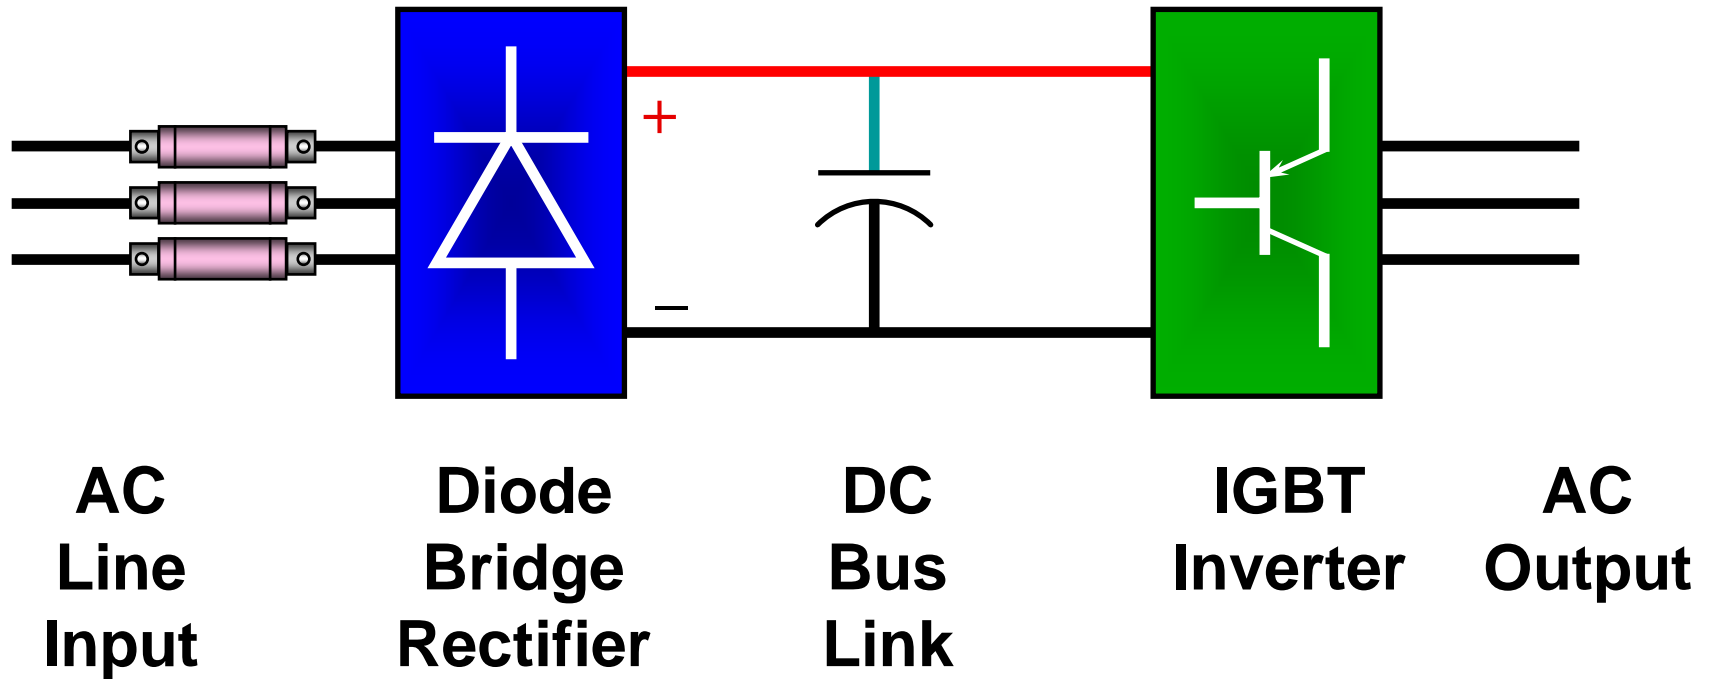 +
–
AC
Line
Input
Diode
Bridge
Rectifier
DC
Bus
Link
IGBT
Inverter
AC
Output